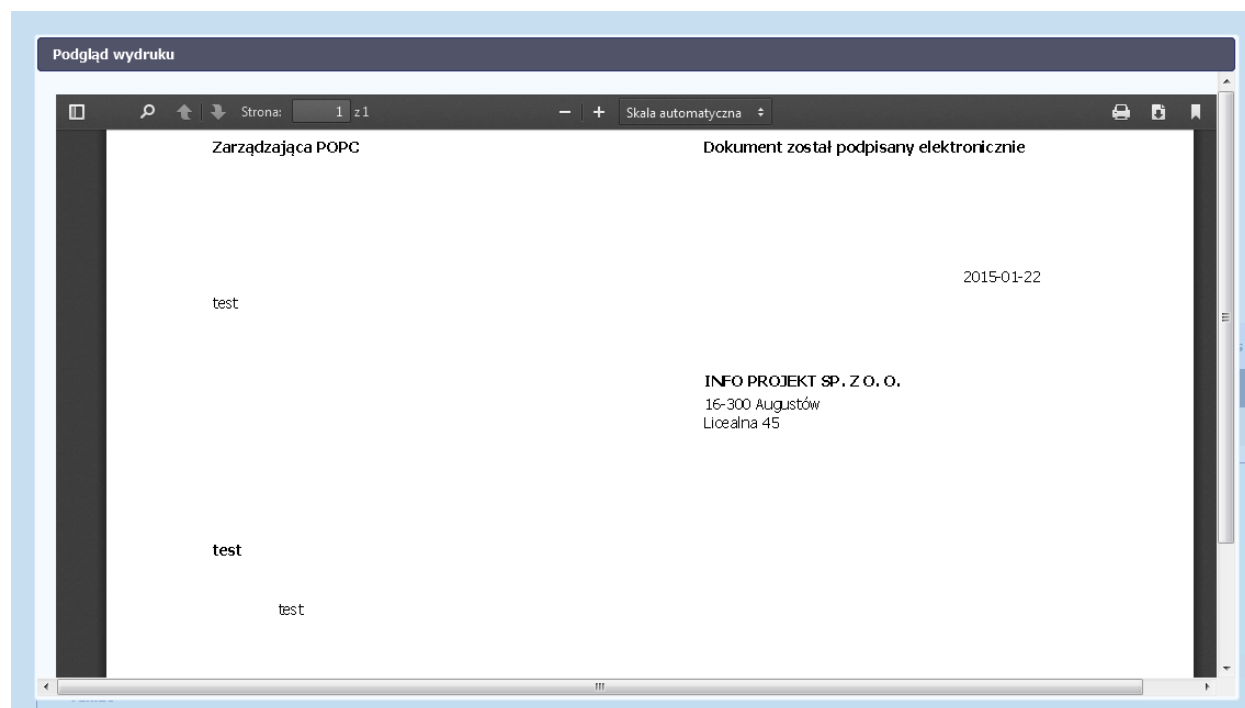 Podgląd wydruku
Strona: 1 z 1 Skala automatyczna
Zarządzająca POPC Dokument został podpisany elektronicznie
2015-01-22
test
INFO PROJEKT SP. Z O. O.
16-300 Augustów
Licealna 45
test
test